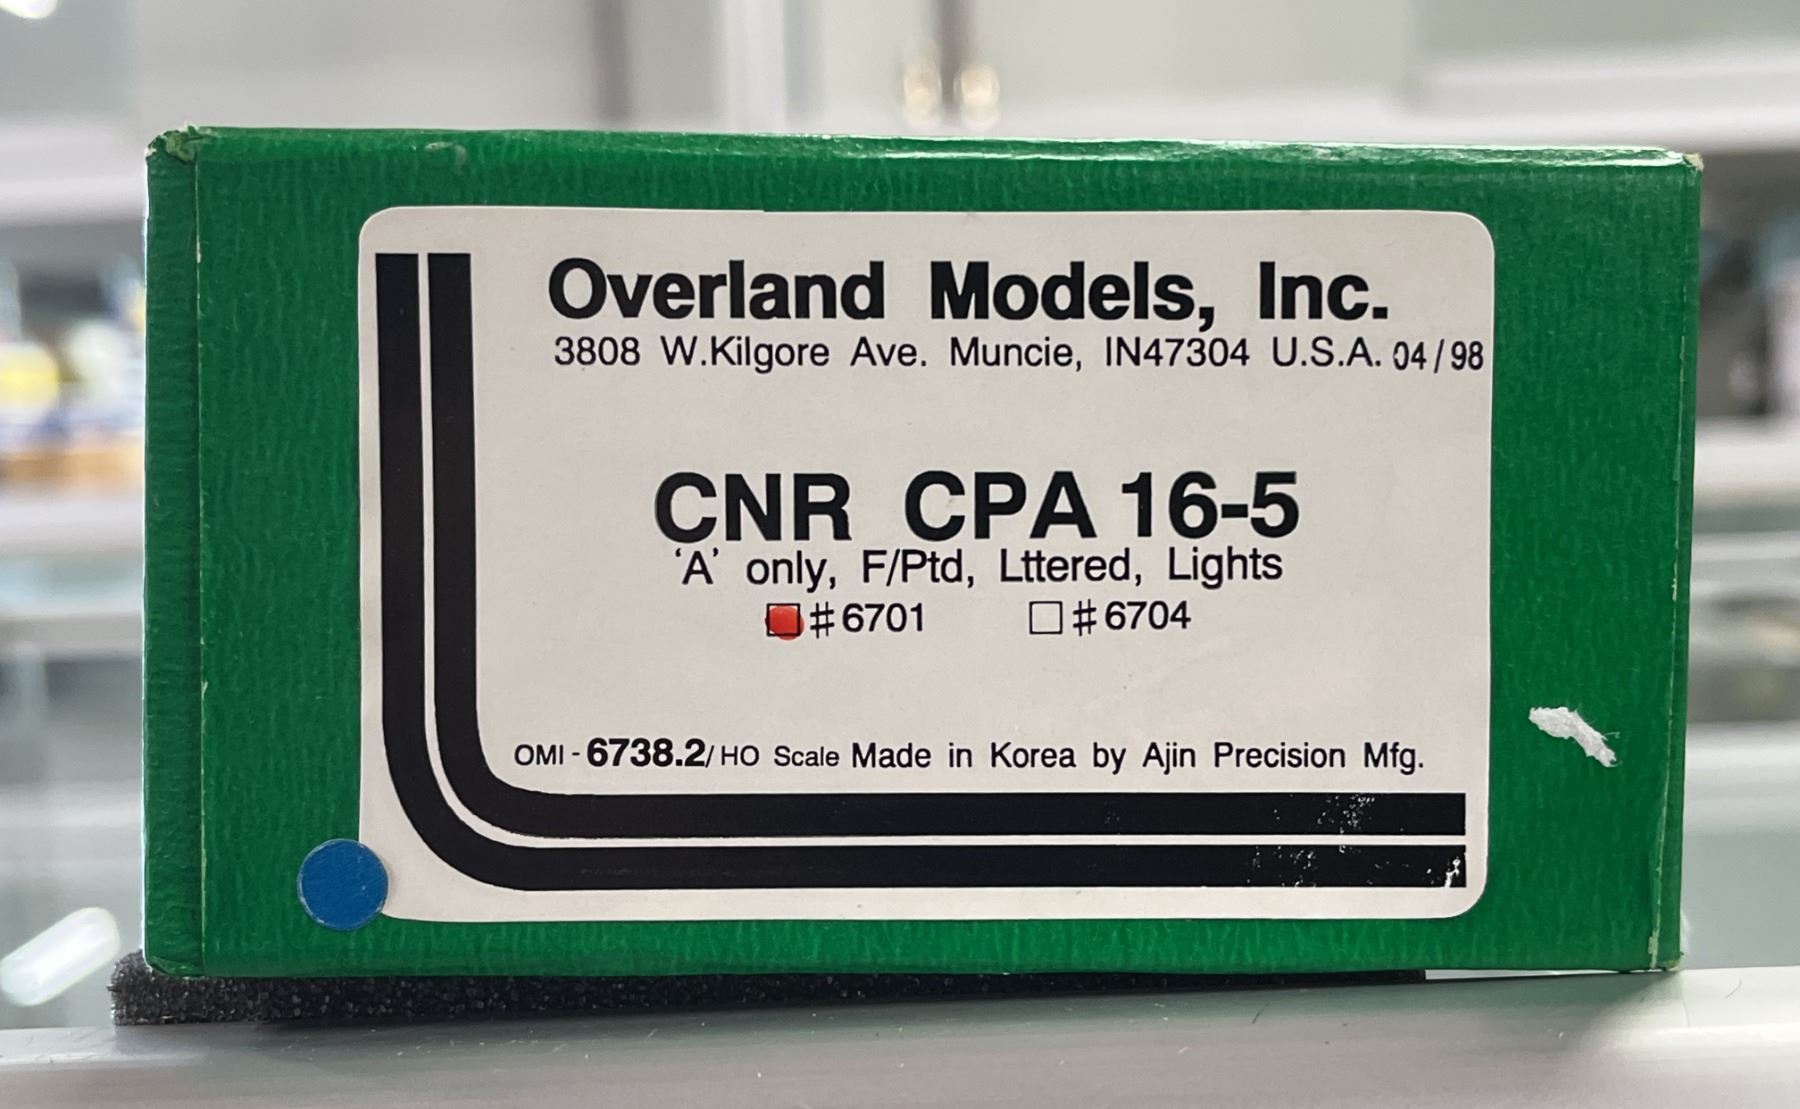 Overland Models, Inc.
3808 W.Kilgore Ave. Muncie, IN47304 U.S.A. 04/98
CNR CPA 16-5
‘A’ only, F/Ptd, Lttered, Lights
#6701 #6704
OMI-6738.2/HO Scale Made in Korea by Ajin Precision Mfg.